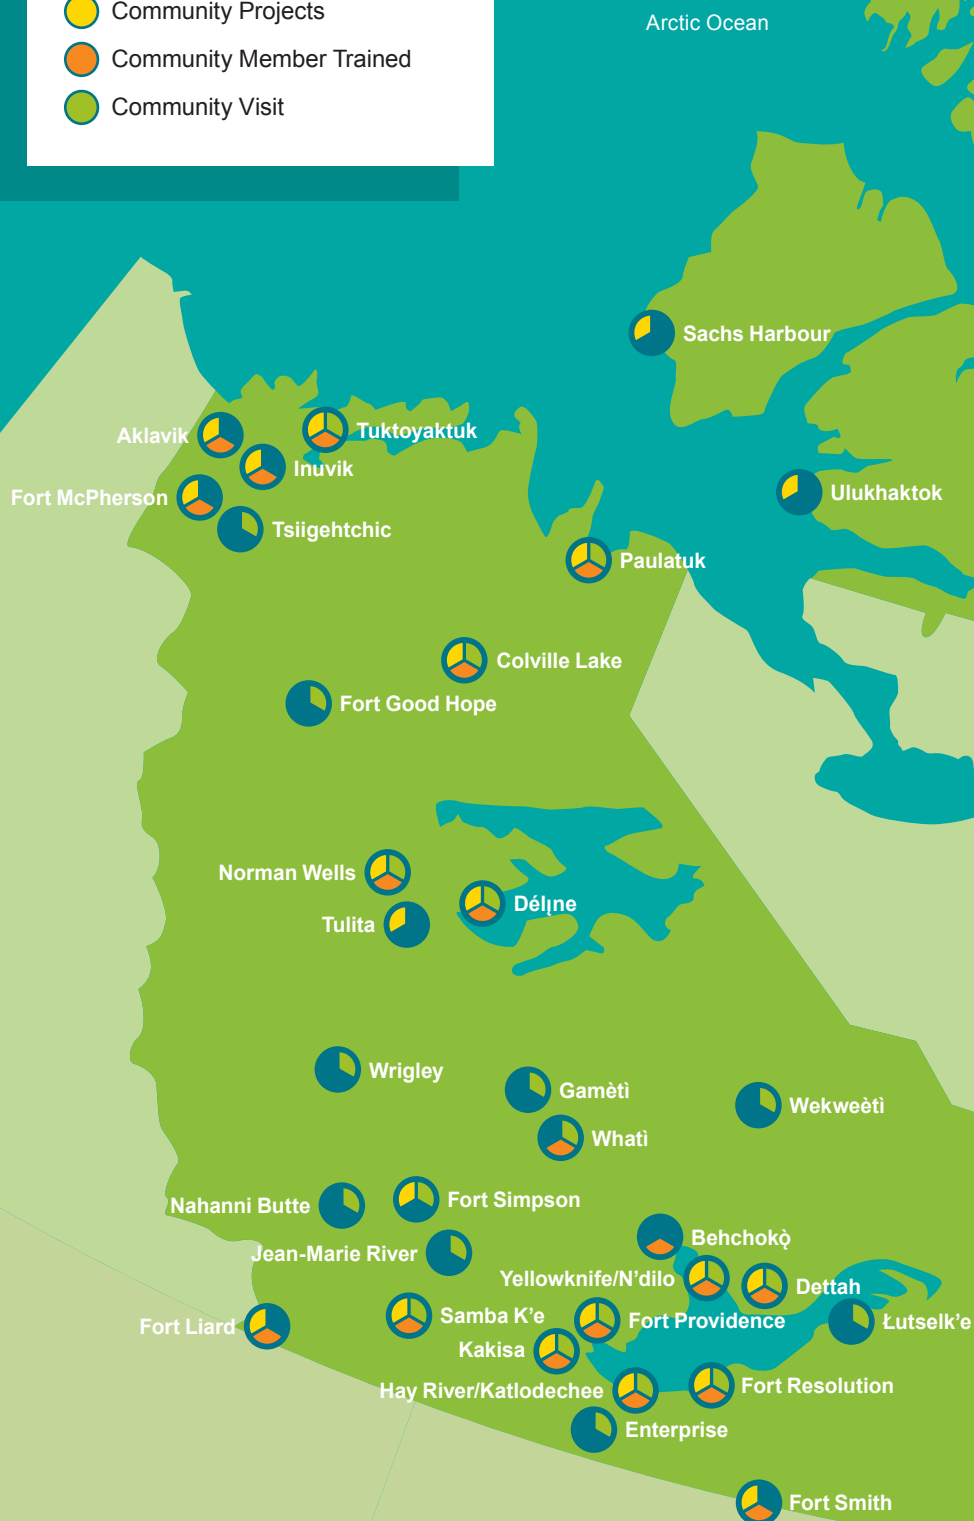 Community Projects
Arctic Ocean
Community Member Trained
Community Visit
Sachs Harbour
Aklavik
Tuktoyaktuk
Inuvik
Fort McPherson
Ulukhaktok
Tsiigehtchic
Paulatuk
Colville Lake
Fort Good Hope
Norman Wells
Délı̨ne
Tulita
Wrigley
Gamètì
Wekweètì
Whatì
Nahanni Butte
Fort Simpson
Behchokǫ̀
Jean-Marie River
Yellowknife/N’dilo
Dettah
Samba K’e
Fort Providence
Łutselk’e
Fort Liard
Kakisa
Hay River/Katlodechee
Fort Resolution
Enterprise
Fort Smith